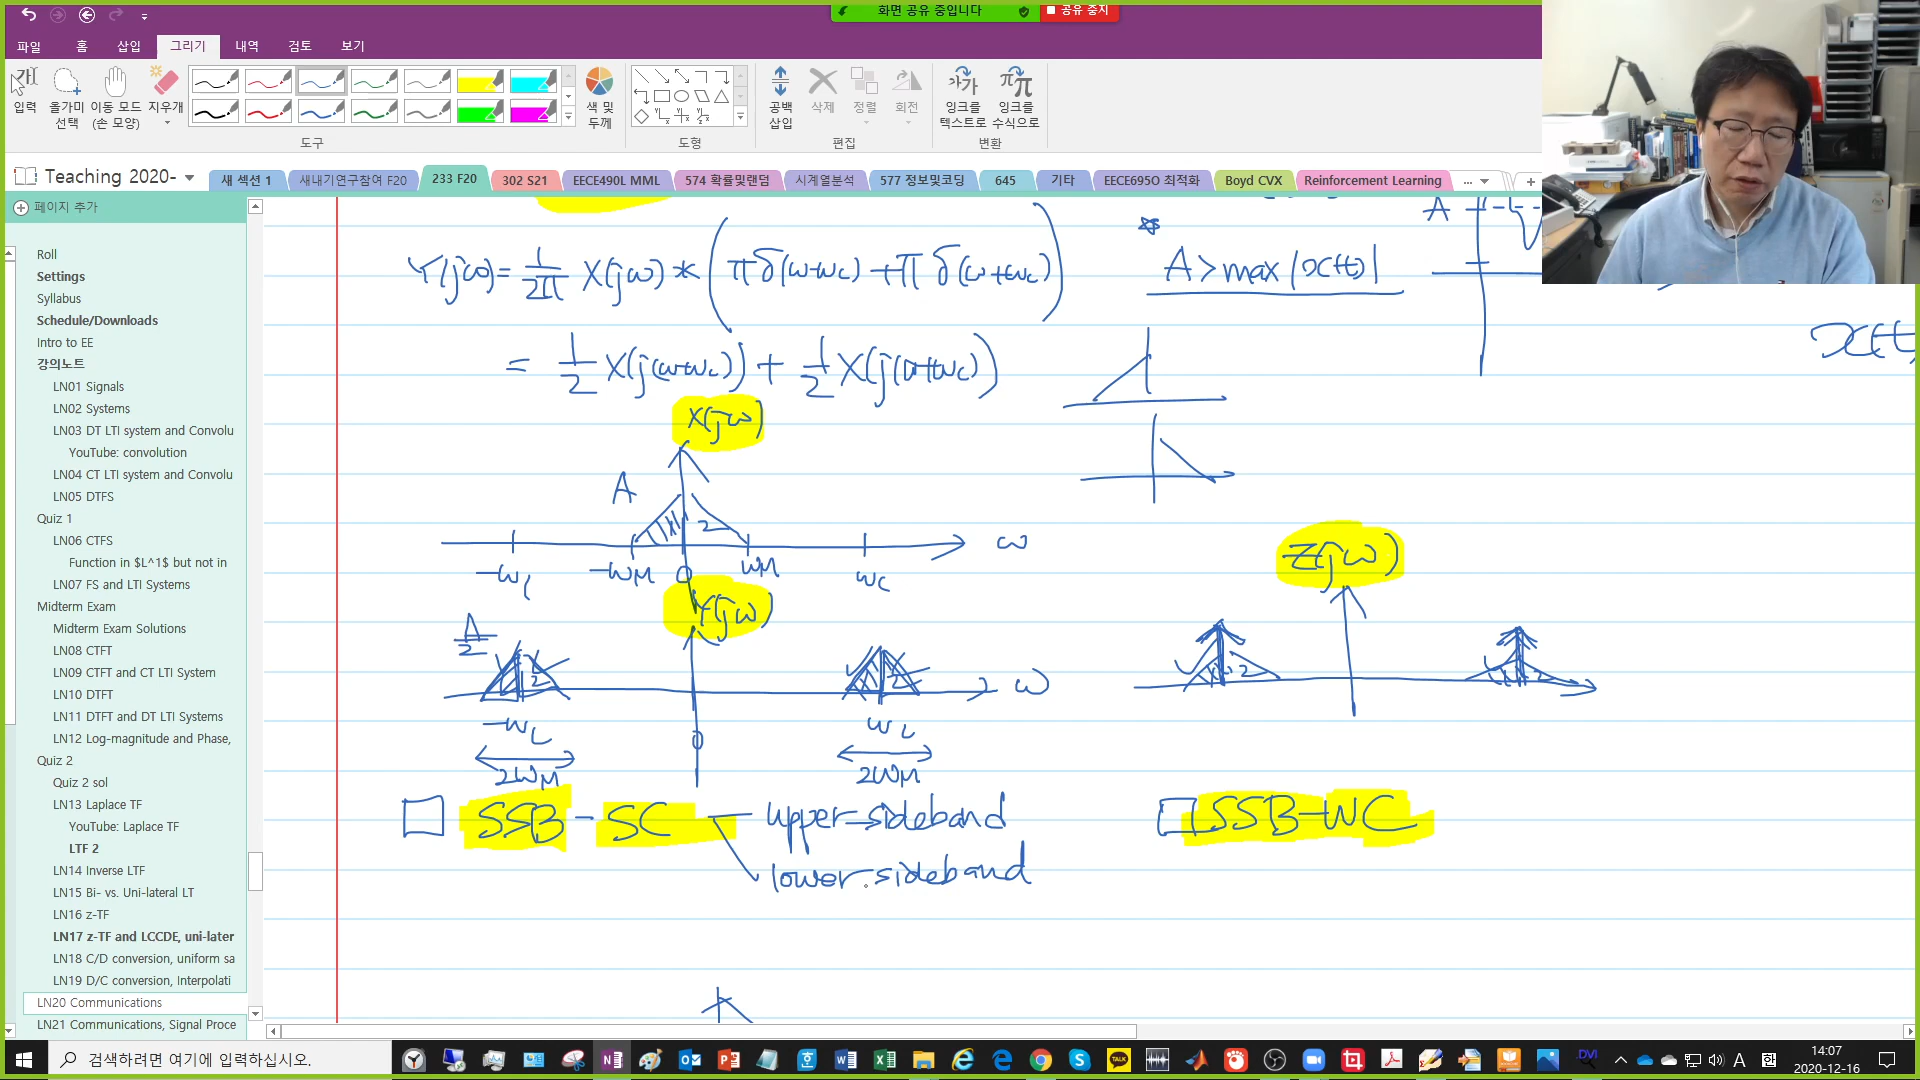 화면 공유 중입니다
공유 중지
파일 홈 삽입 그리기 내역 검토 보기
입력
올가미 선택
이동 모드 (손 모양)
지우개
색 및 두께
공백 삽입
삭제
정렬
회전
잉크를 텍스트로
잉크를 수식으로
도구 도형 편집 변환
Teaching 2020-
새 섹션 1 새내기연구참여 F20 233 F20 302 S21 EECE490L MML 574 확률및랜덤 시계열분석 577 정보및코딩 645 기타 EECE695O 최적화 Boyd CVX Reinforcement Learning ...
페이지 추가
Roll
Settings
Syllabus
Schedule/Downloads
Intro to EE
강의노트
LN01 Signals
LN02 Systems
LN03 DT LTI system and Convolu
YouTube: convolution
LN04 CT LTI system and Convolu
LN05 DTFS
Quiz 1
LN06 CTFS
Function in $L^1$ but not in
LN07 FS and LTI Systems
Midterm Exam
Midterm Exam Solutions
LN08 CTFT
LN09 CTFT and CT LTI System
LN10 DTFT
LN11 DTFT and DT LTI Systems
LN12 Log-magnitude and Phase,
Quiz 2
Quiz 2 sol
LN13 Laplace TF
YouTube: Laplace TF
LTF 2
LN14 Inverse LTF
LN15 Bi- vs. Uni-lateral LT
LN16 z-TF
LN17 z-TF and LCCDE, uni-later
LN18 C/D conversion, uniform sa
LN19 D/C conversion, Interpolati
LN20 Communications
LN21 Communications, Signal Proce
Y(jω) = 1/2π X(jω) * (πδ(ω-ωc) + πδ(ω+ωc))
= 1/2 X(j(ω-ωc)) + 1/2 X(j(ω+ωc))
A > max |x(t)|
A
x(t)
X(jω)
A
2
-ωc -ωM 0 ωM ωc ω
Y(jω)
A/2
2 2
-ωc 0 ωc ω
2ωM 2ωM
Z(jω)
2 2
SSB-SC upper-sideband
lower-sideband
SSB-WC
검색하려면 여기에 입력하십시오.
TALK
DVI
A
14:07
2020-12-16